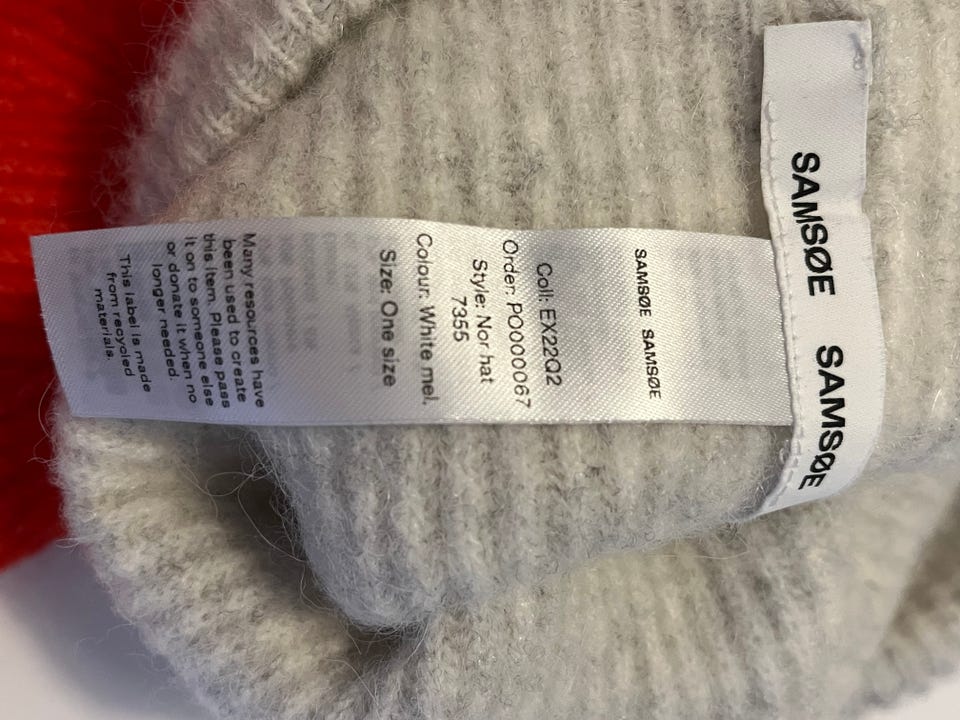 SAMSØE SAMSØE
SAMSØE SAMSØE
Coll: EX22Q2
Order: PO000067
Style: Nor hat
7355
Colour: White mel.
Size: One size
Many resources have
been used to create
this item. Please pass
it on to someone else
or donate it when no
longer needed.
This label is made
from recycled
materials.